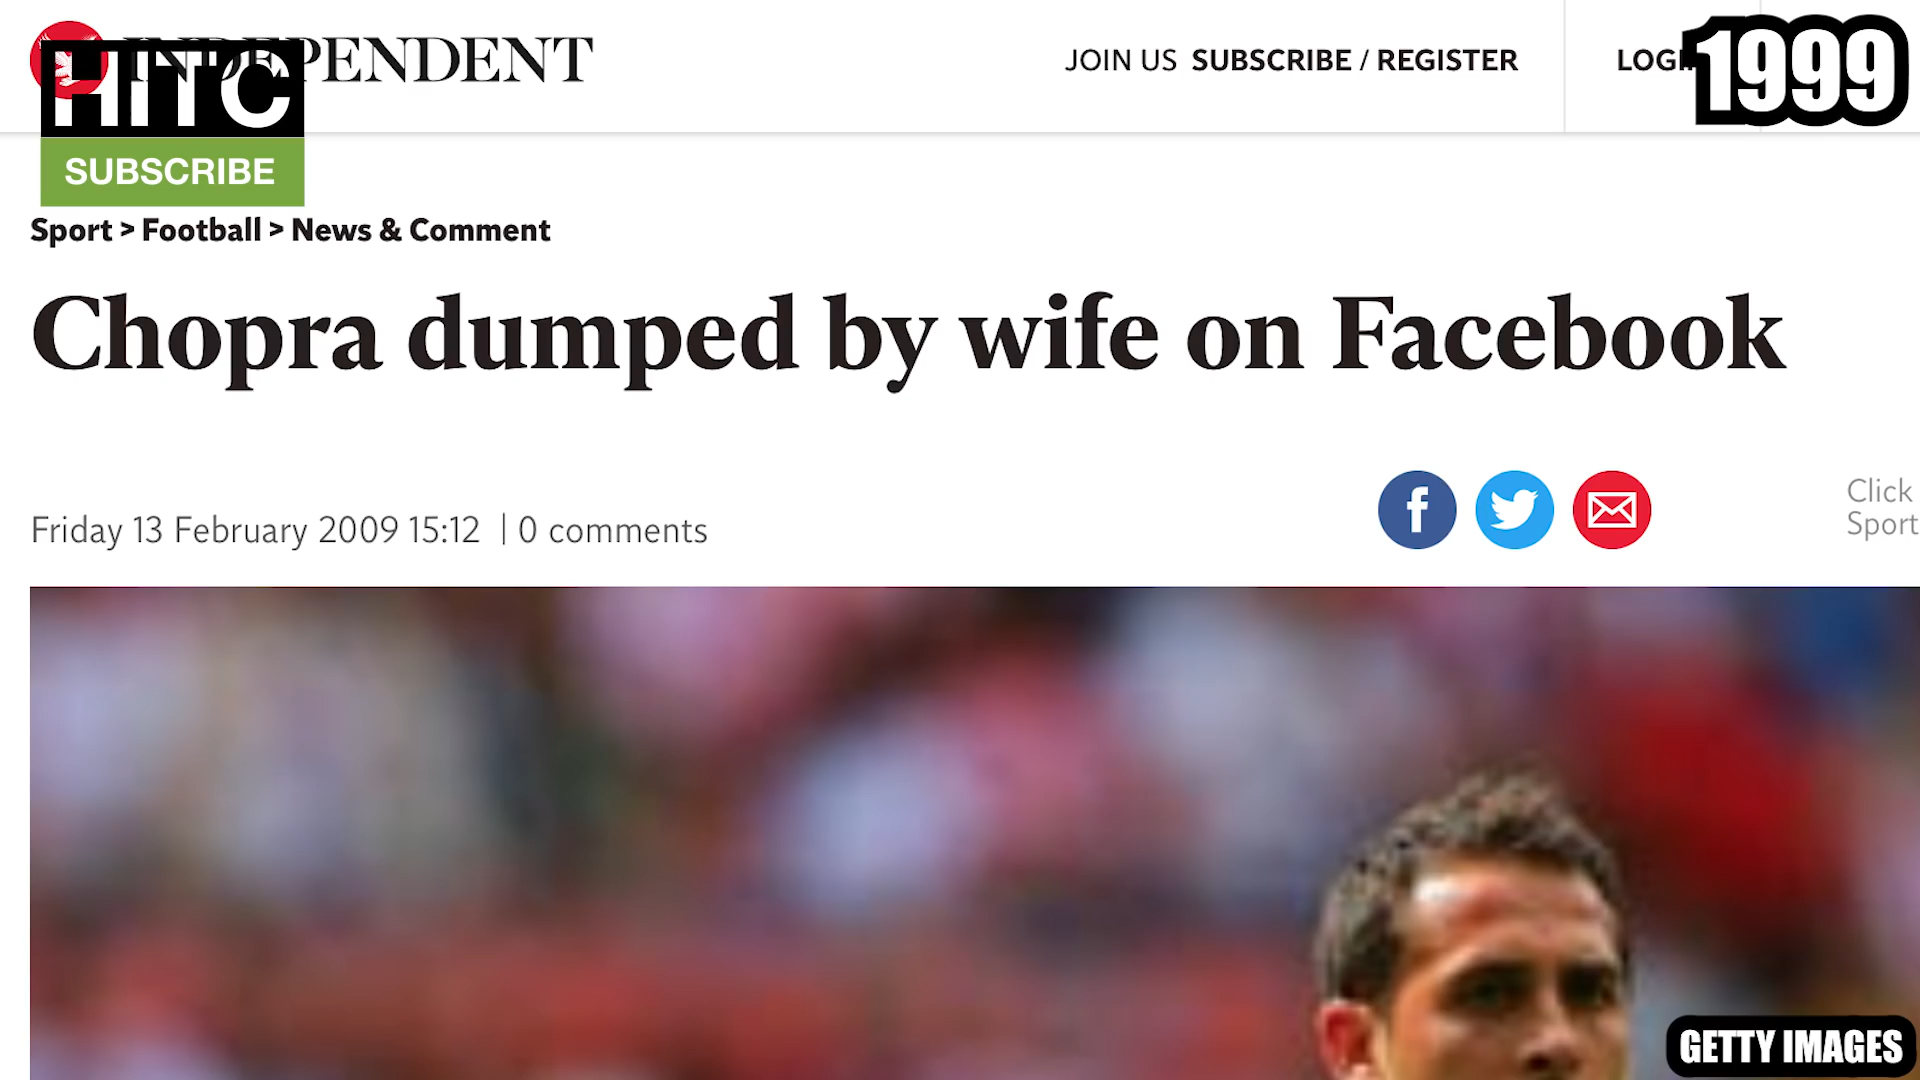 INDEPENDENT
HITC
SUBSCRIBE
JOIN US SUBSCRIBE / REGISTER
1999
Sport > Football > News & Comment
Chopra dumped by wife on Facebook
Friday 13 February 2009 15:12 | 0 comments
f
Click
Sport
GETTY IMAGES